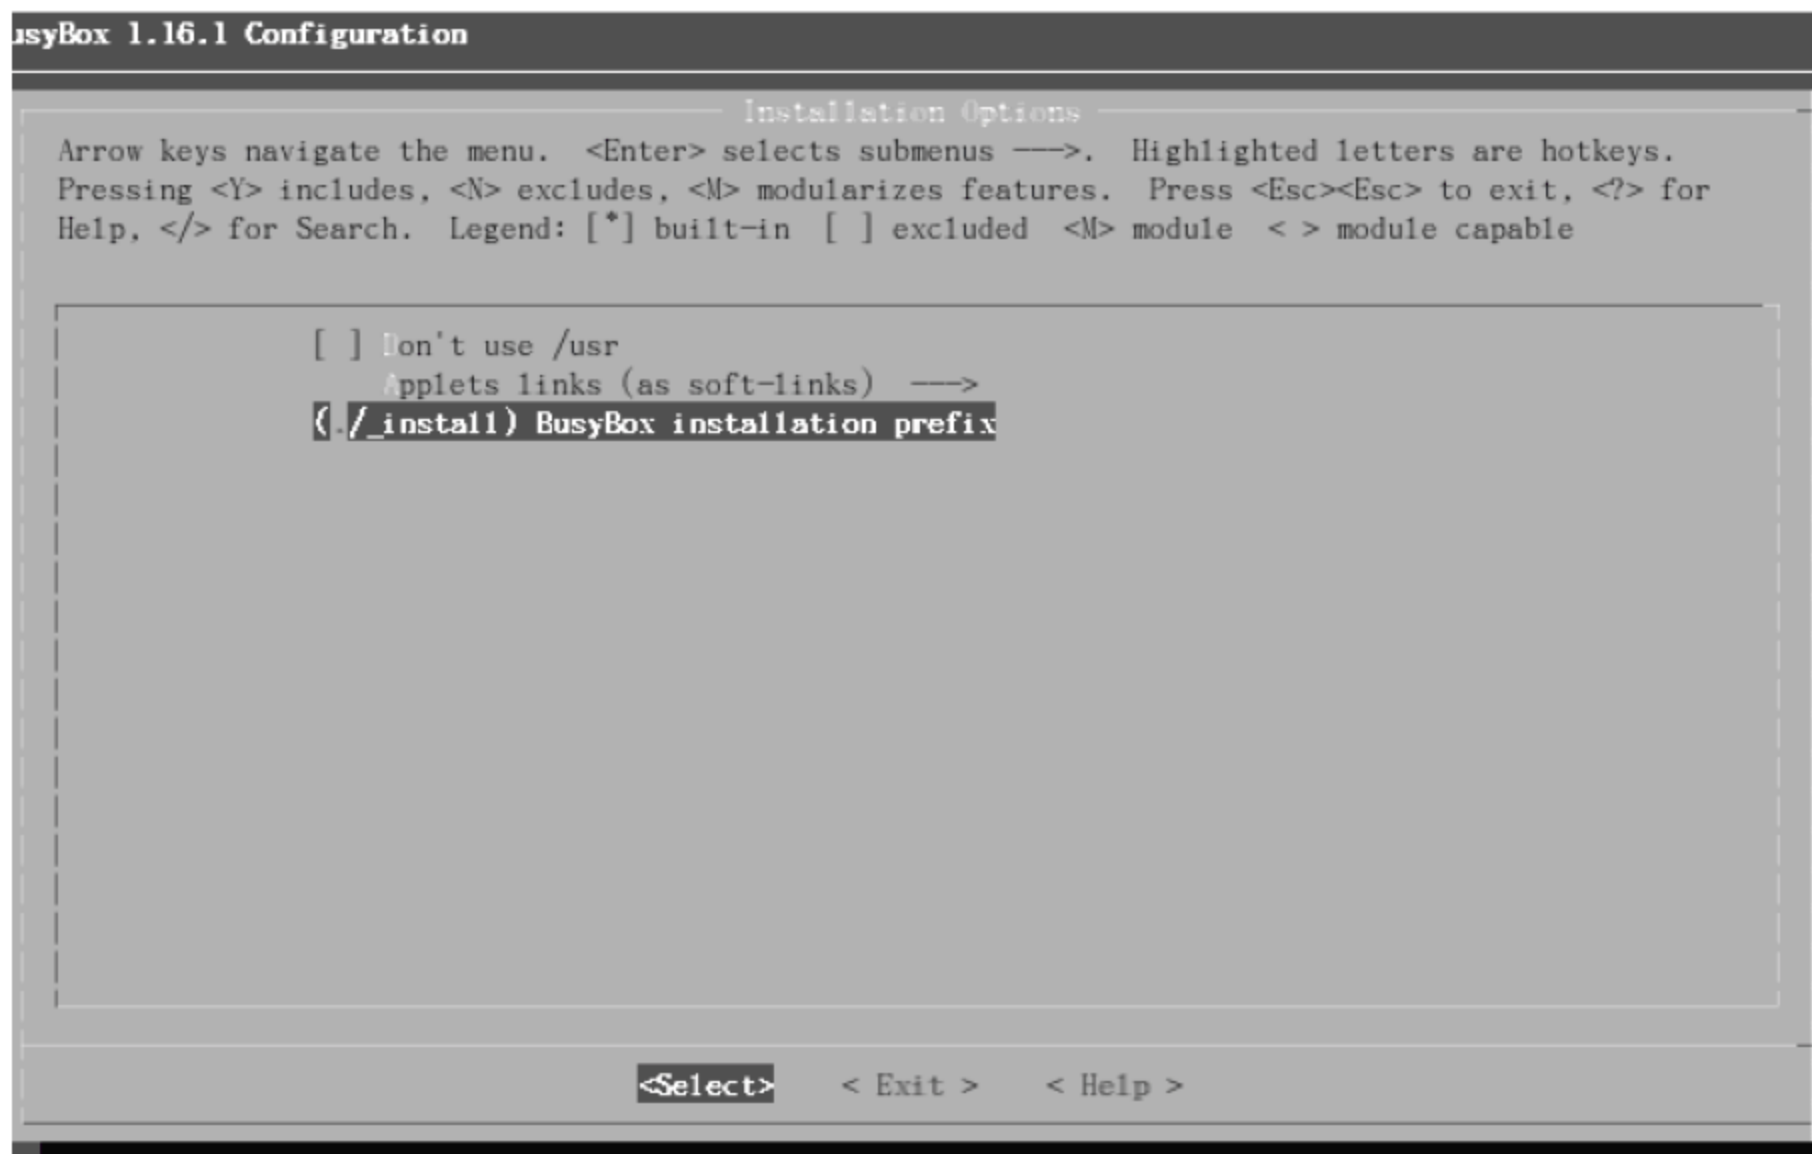 usyBox 1.16.1 Configuration
Installation Options
Arrow keys navigate the menu.  <Enter> selects submenus --->.  Highlighted letters are hotkeys.
Pressing <Y> includes, <N> excludes, <M> modularizes features.  Press <Esc><Esc> to exit, <?> for
Help, </> for Search.  Legend: [*] built-in  [ ] excluded  <M> module  < > module capable
[ ] Don't use /usr
Applets links (as soft-links)  --->
(./_install) BusyBox installation prefix
<Select>    < Exit >    < Help >